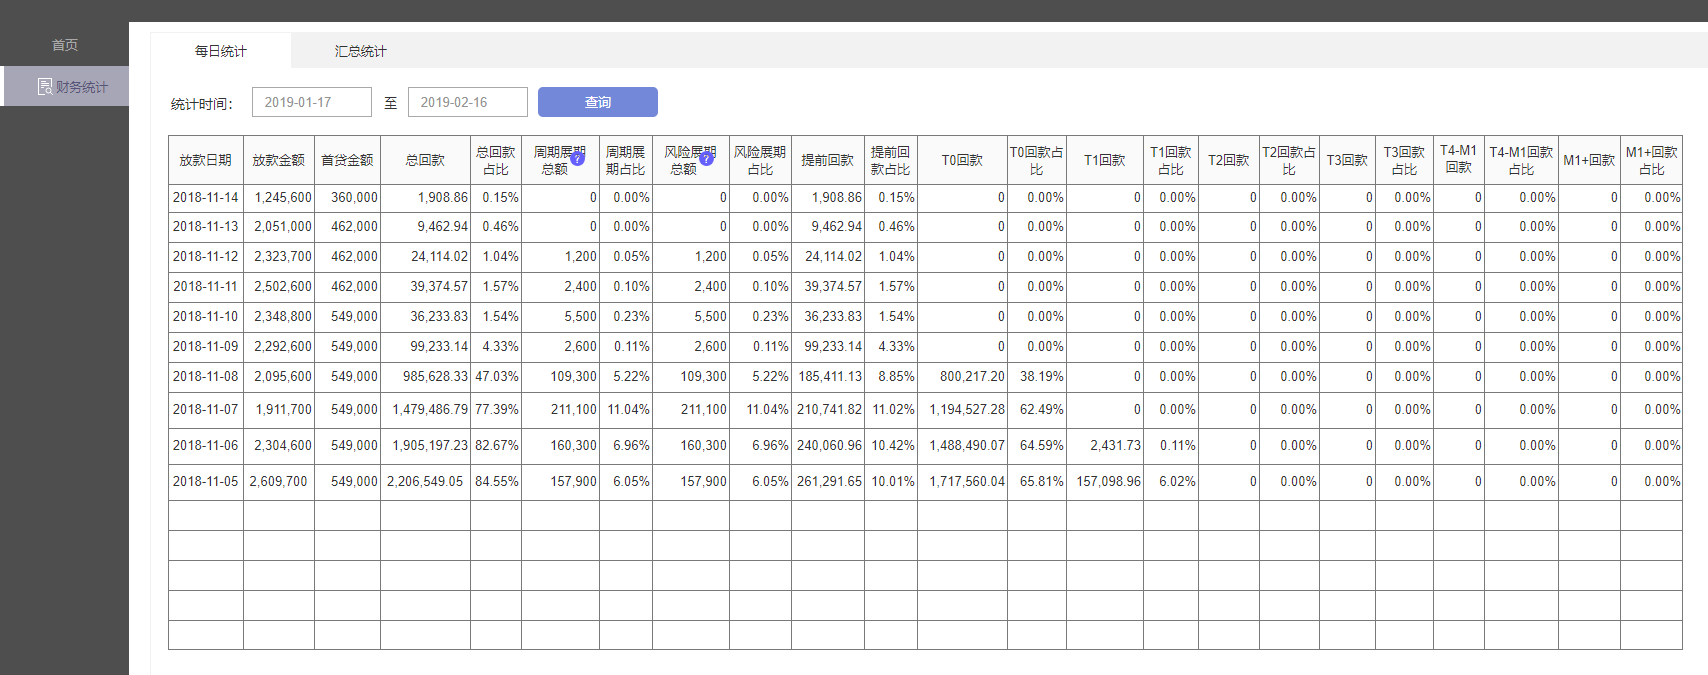 首页
财务统计
每日统计 汇总统计
统计时间： 2019-01-17 至 2019-02-16 查询
放款日期 放款金额 首贷金额 总回款 总回款占比 周期展期总额 ? 周期展期占比 风险展期总额 ? 风险展期占比 提前回款 提前回款占比 T0回款 T0回款占比 T1回款 T1回款占比 T2回款 T2回款占比 T3回款 T3回款占比 T4-M1回款 T4-M1回款占比 M1+回款 M1+回款占比
2018-11-14 1,245,600 360,000 1,908.86 0.15% 0 0.00% 0 0.00% 1,908.86 0.15% 0 0.00% 0 0.00% 0 0.00% 0 0.00% 0 0.00% 0 0.00%
2018-11-13 2,051,000 462,000 9,462.94 0.46% 0 0.00% 0 0.00% 9,462.94 0.46% 0 0.00% 0 0.00% 0 0.00% 0 0.00% 0 0.00% 0 0.00%
2018-11-12 2,323,700 462,000 24,114.02 1.04% 1,200 0.05% 1,200 0.05% 24,114.02 1.04% 0 0.00% 0 0.00% 0 0.00% 0 0.00% 0 0.00% 0 0.00%
2018-11-11 2,502,600 462,000 39,374.57 1.57% 2,400 0.10% 2,400 0.10% 39,374.57 1.57% 0 0.00% 0 0.00% 0 0.00% 0 0.00% 0 0.00% 0 0.00%
2018-11-10 2,348,800 549,000 36,233.83 1.54% 5,500 0.23% 5,500 0.23% 36,233.83 1.54% 0 0.00% 0 0.00% 0 0.00% 0 0.00% 0 0.00% 0 0.00%
2018-11-09 2,292,600 549,000 99,233.14 4.33% 2,600 0.11% 2,600 0.11% 99,233.14 4.33% 0 0.00% 0 0.00% 0 0.00% 0 0.00% 0 0.00% 0 0.00%
2018-11-08 2,095,600 549,000 985,628.33 47.03% 109,300 5.22% 109,300 5.22% 185,411.13 8.85% 800,217.20 38.19% 0 0.00% 0 0.00% 0 0.00% 0 0.00% 0 0.00%
2018-11-07 1,911,700 549,000 1,479,486.79 77.39% 211,100 11.04% 211,100 11.04% 210,741.82 11.02% 1,194,527.28 62.49% 0 0.00% 0 0.00% 0 0.00% 0 0.00% 0 0.00%
2018-11-06 2,304,600 549,000 1,905,197.23 82.67% 160,300 6.96% 160,300 6.96% 240,060.96 10.42% 1,488,490.07 64.59% 2,431.73 0.11% 0 0.00% 0 0.00% 0 0.00% 0 0.00%
2018-11-05 2,609,700 549,000 2,206,549.05 84.55% 157,900 6.05% 157,900 6.05% 261,291.65 10.01% 1,717,560.04 65.81% 157,098.96 6.02% 0 0.00% 0 0.00% 0 0.00% 0 0.00%